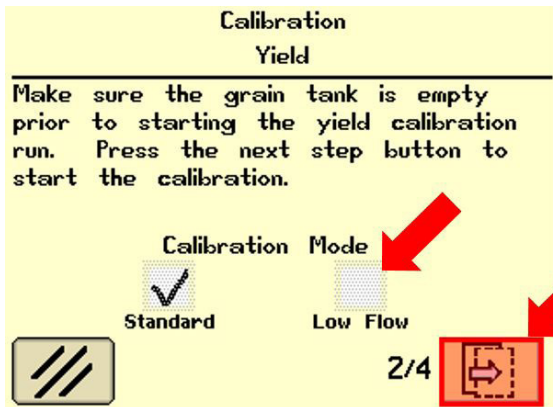 Calibration
Yield
Make sure the grain tank is empty
prior to starting the yield calibration
run. Press the next step button to
start the calibration.
Calibration Mode
Standard Low Flow
2/4